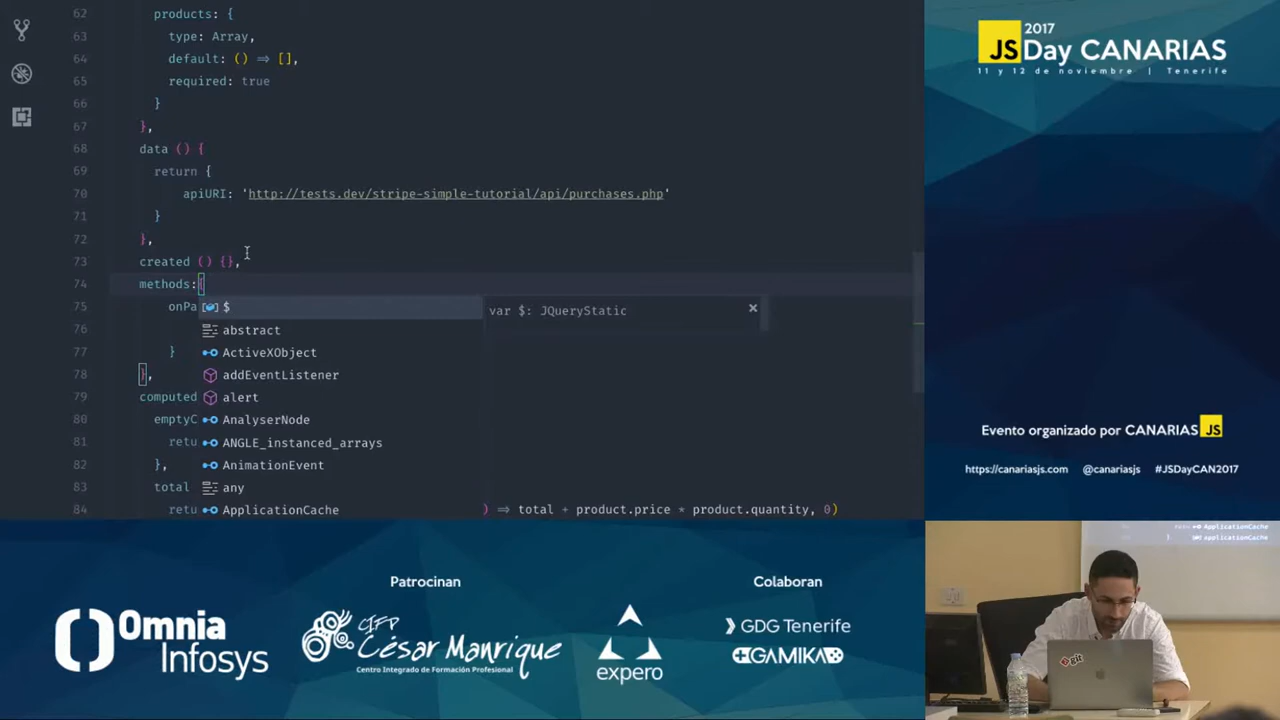 62 products: {
63 type: Array,
64 default: () ⇒ [],
65 required: true
66 }
67 },
68 data () {
69 return {
70 apiURI: 'http://tests.dev/stripe-simple-tutorial/api/purchases.php'
71 }
72 },
73 created () {},
74 methods:{
75 onPa
76
77 }
78 },
79 computed
80 emptyC
81 retu
82 },
83 total
84 retu ) ⇒ total + product.price * product.quantity, 0)
$
abstract
ActiveXObject
addEventListener
alert
AnalyserNode
ANGLE_instanced_arrays
AnimationEvent
any
ApplicationCache
var $: JQueryStatic ×
2017
JSDay CANARIAS
11 y 12 de noviembre | Tenerife
Evento organizado por CANARIAS JS
https://canariasjs.com @canariasjs #JSDayCAN2017
Patrocinan
Omnia
Infosys
CIFP
César Manrique
Centro Integrado de Formación Profesional
expero
Colaboran
GDG Tenerife
GAMIKA
ApplicationCache
git